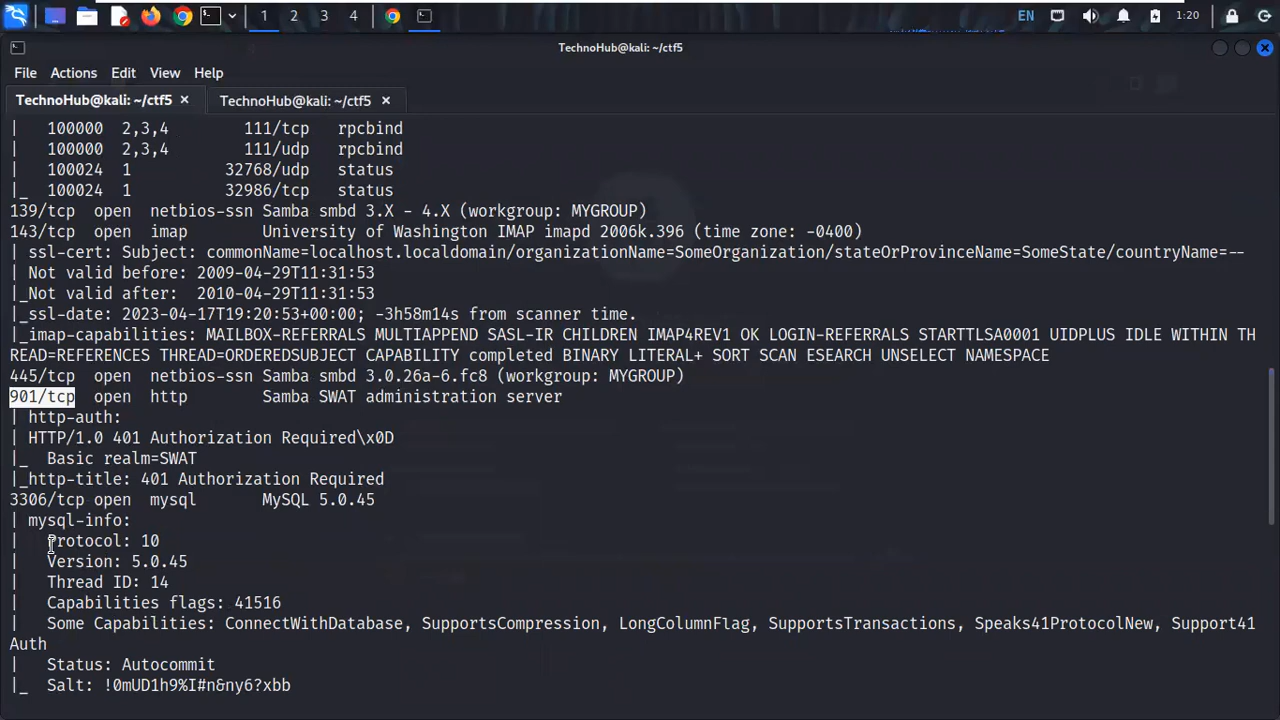 1 2 3 4 EN 1:20
TechnoHub@kali: ~/ctf5
File Actions Edit View Help
TechnoHub@kali: ~/ctf5 × TechnoHub@kali: ~/ctf5 ×
| 100000 2,3,4 111/tcp rpcbind
| 100000 2,3,4 111/udp rpcbind
| 100024 1 32768/udp status
|_ 100024 1 32986/tcp status
139/tcp open netbios-ssn Samba smbd 3.X - 4.X (workgroup: MYGROUP)
143/tcp open imap University of Washington IMAP imapd 2006k.396 (time zone: -0400)
| ssl-cert: Subject: commonName=localhost.localdomain/organizationName=SomeOrganization/stateOrProvinceName=SomeState/countryName=--
| Not valid before: 2009-04-29T11:31:53
|_Not valid after: 2010-04-29T11:31:53
|_ssl-date: 2023-04-17T19:20:53+00:00; -3h58m14s from scanner time.
|_imap-capabilities: MAILBOX-REFERRALS MULTIAPPEND SASL-IR CHILDREN IMAP4REV1 OK LOGIN-REFERRALS STARTTLSA0001 UIDPLUS IDLE WITHIN TH
READ=REFERENCES THREAD=ORDEREDSUBJECT CAPABILITY completed BINARY LITERAL+ SORT SCAN ESEARCH UNSELECT NAMESPACE
445/tcp open netbios-ssn Samba smbd 3.0.26a-6.fc8 (workgroup: MYGROUP)
901/tcp open http Samba SWAT administration server
| http-auth:
| HTTP/1.0 401 Authorization Required\x0D
|_ Basic realm=SWAT
|_http-title: 401 Authorization Required
3306/tcp open mysql MySQL 5.0.45
| mysql-info:
| Protocol: 10
| Version: 5.0.45
| Thread ID: 14
| Capabilities flags: 41516
| Some Capabilities: ConnectWithDatabase, SupportsCompression, LongColumnFlag, SupportsTransactions, Speaks41ProtocolNew, Support41
Auth
| Status: Autocommit
|_ Salt: !0mUD1h9%I#n&ny6?xbb